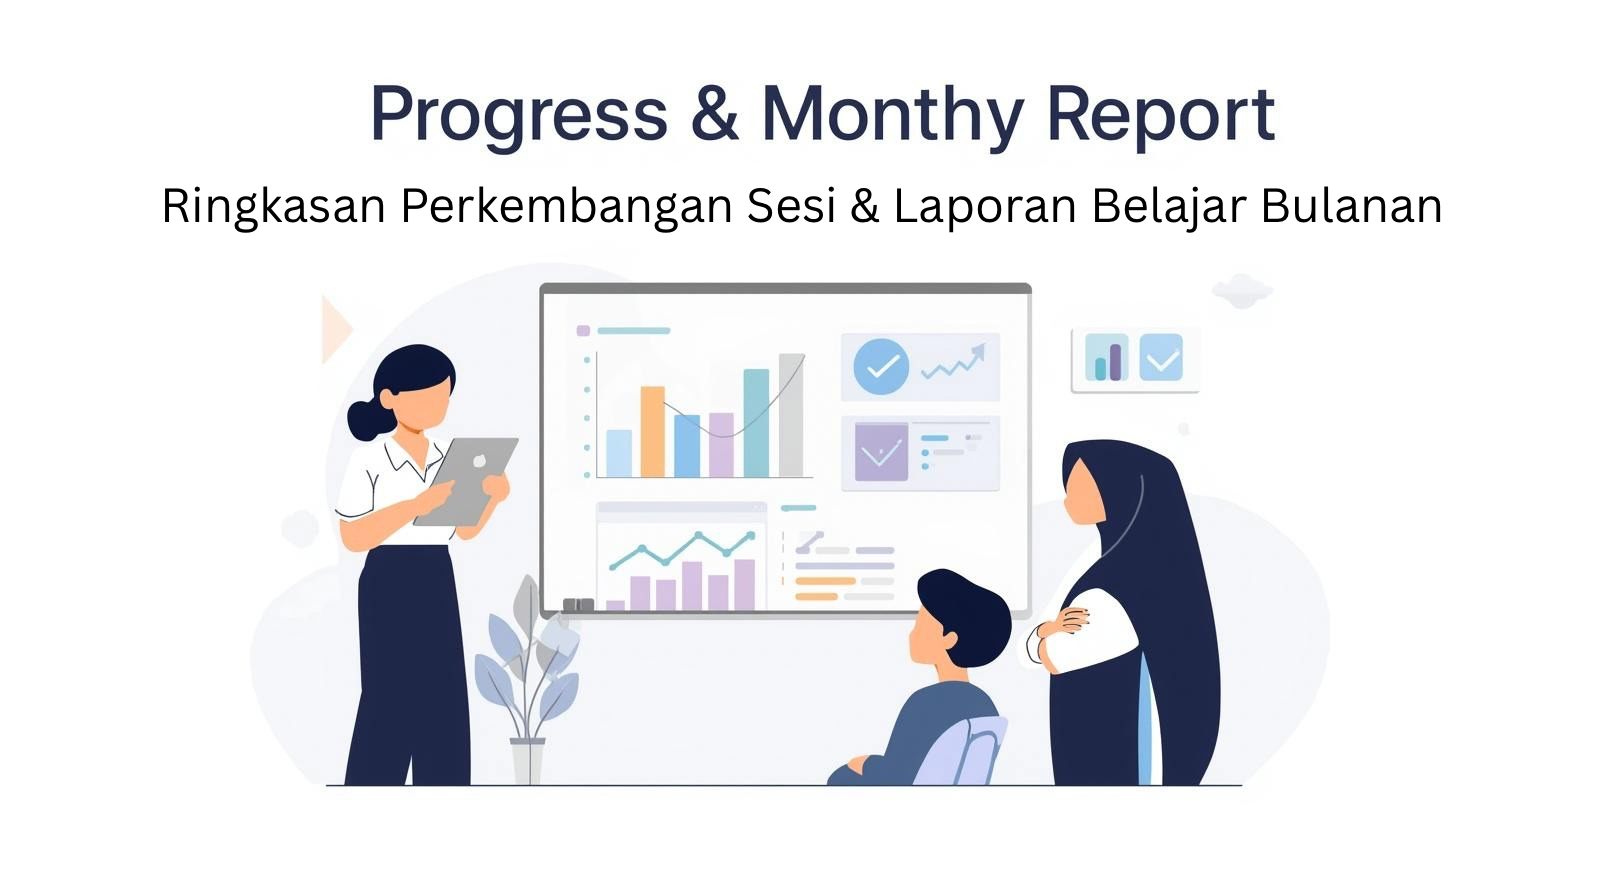 Progress & Monthy Report
Ringkasan Perkembangan Sesi & Laporan Belajar Bulanan